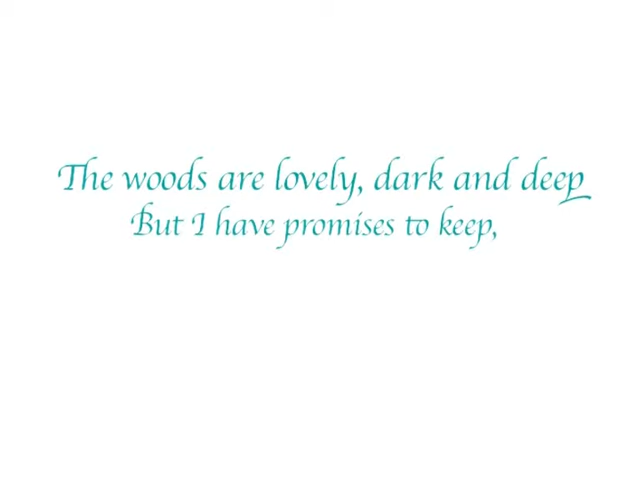 The woods are lovely, dark and deep
But I have promises to keep,